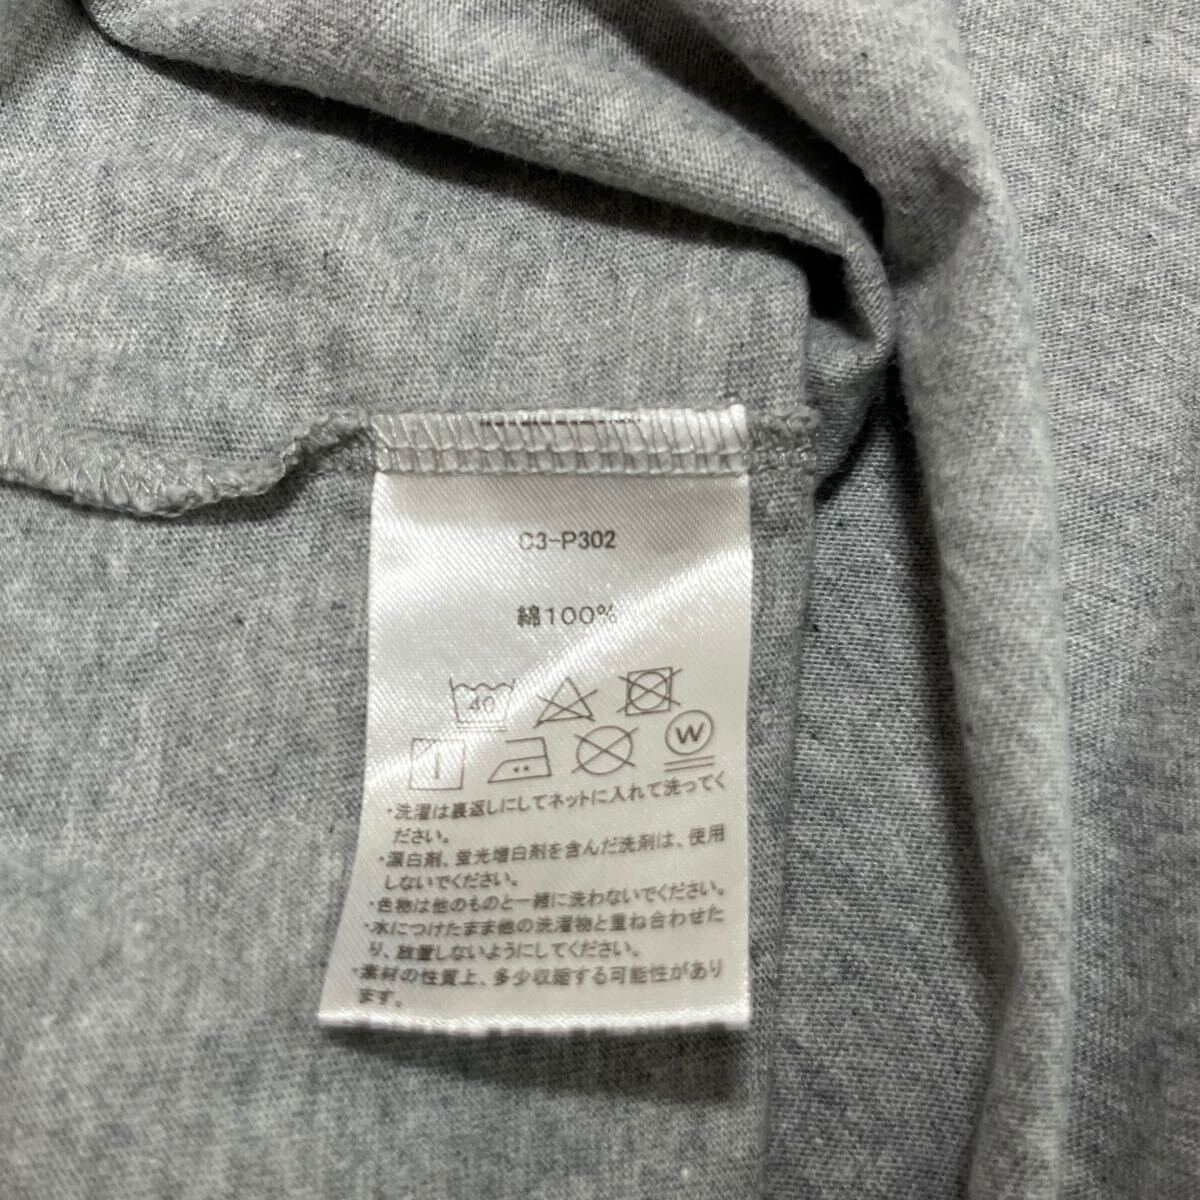 C3-P302
綿100%
40
W
・洗濯は裏返しにしてネットに入れて洗ってく
ださい。
・漂白剤、蛍光増白剤を含んだ洗剤は、使用
しないでください。
・色物は他のものと一緒に洗わないでください。
・水につけたまま他の洗濯物と重ね合わせた
り、放置しないようにしてください。
・素材の性質上、多少収縮する可能性があり
ます。